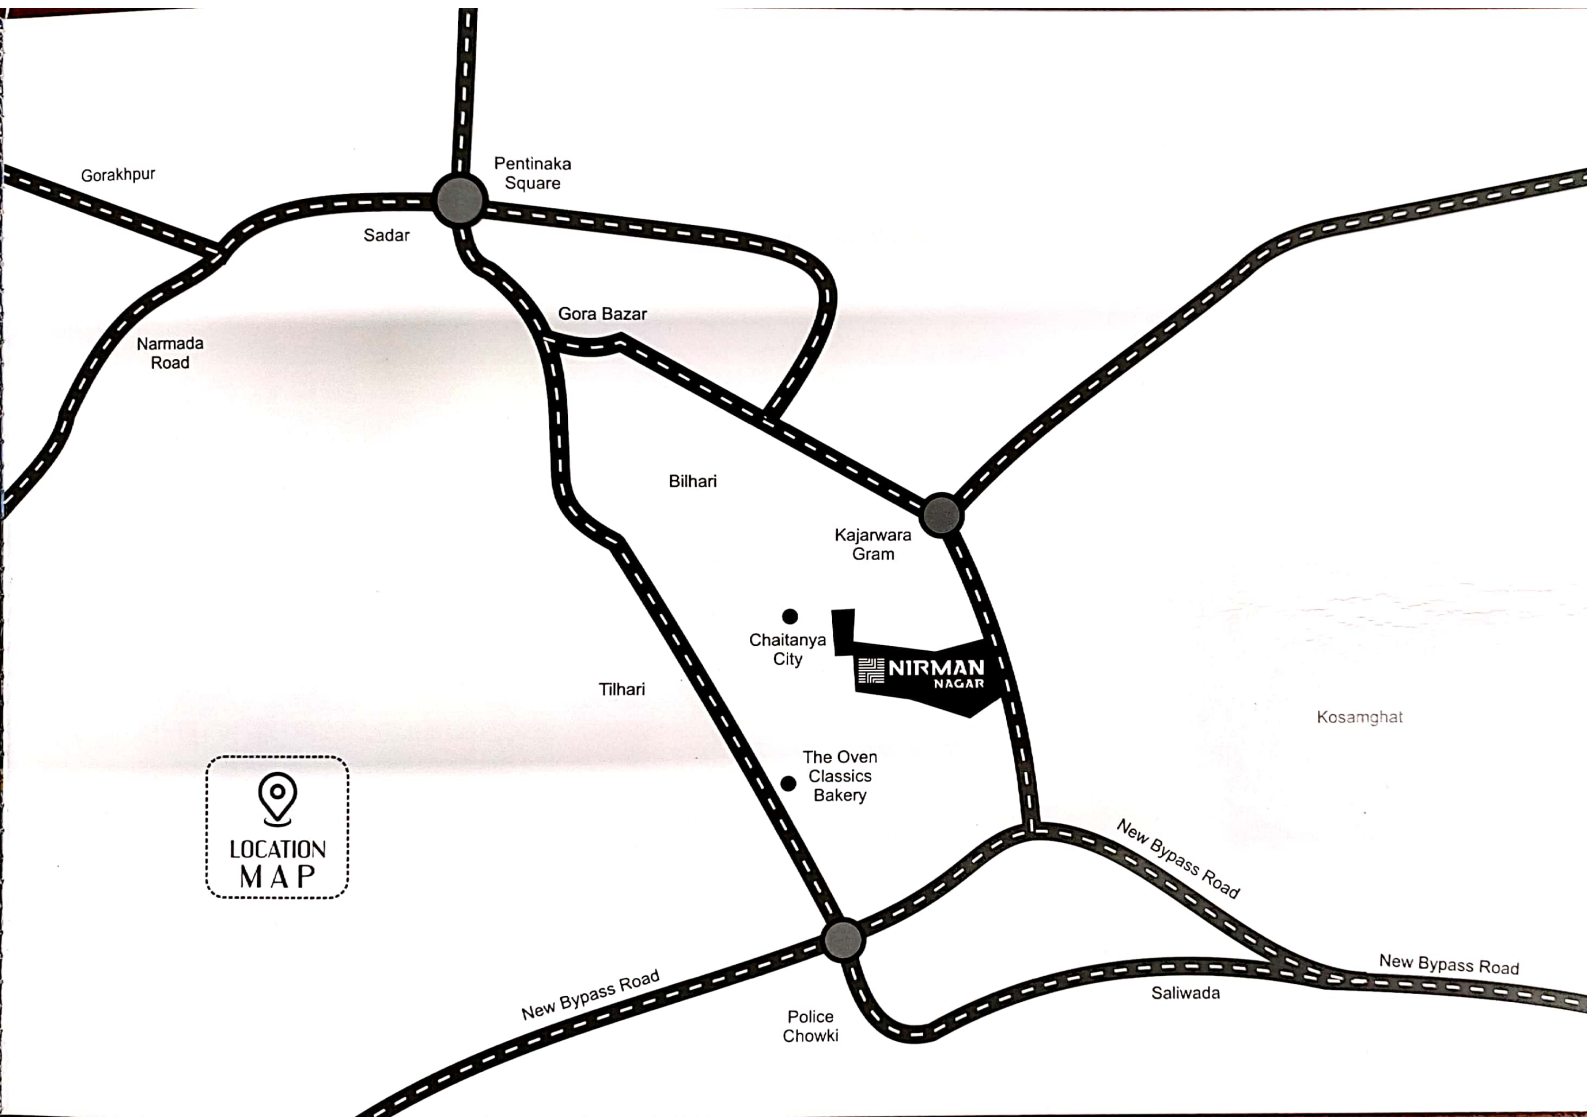 Pentinaka
Square
Gorakhpur
Sadar
Gora Bazar
Narmada
Road
Bilhari
Kajarwara
Gram
Chaitanya
City
NIRMAN
NAGAR
Tilhari
Kosamghat
The Oven
Classics
Bakery
LOCATION
MAP
New Bypass Road
New Bypass Road
New Bypass Road
Saliwada
Police
Chowki